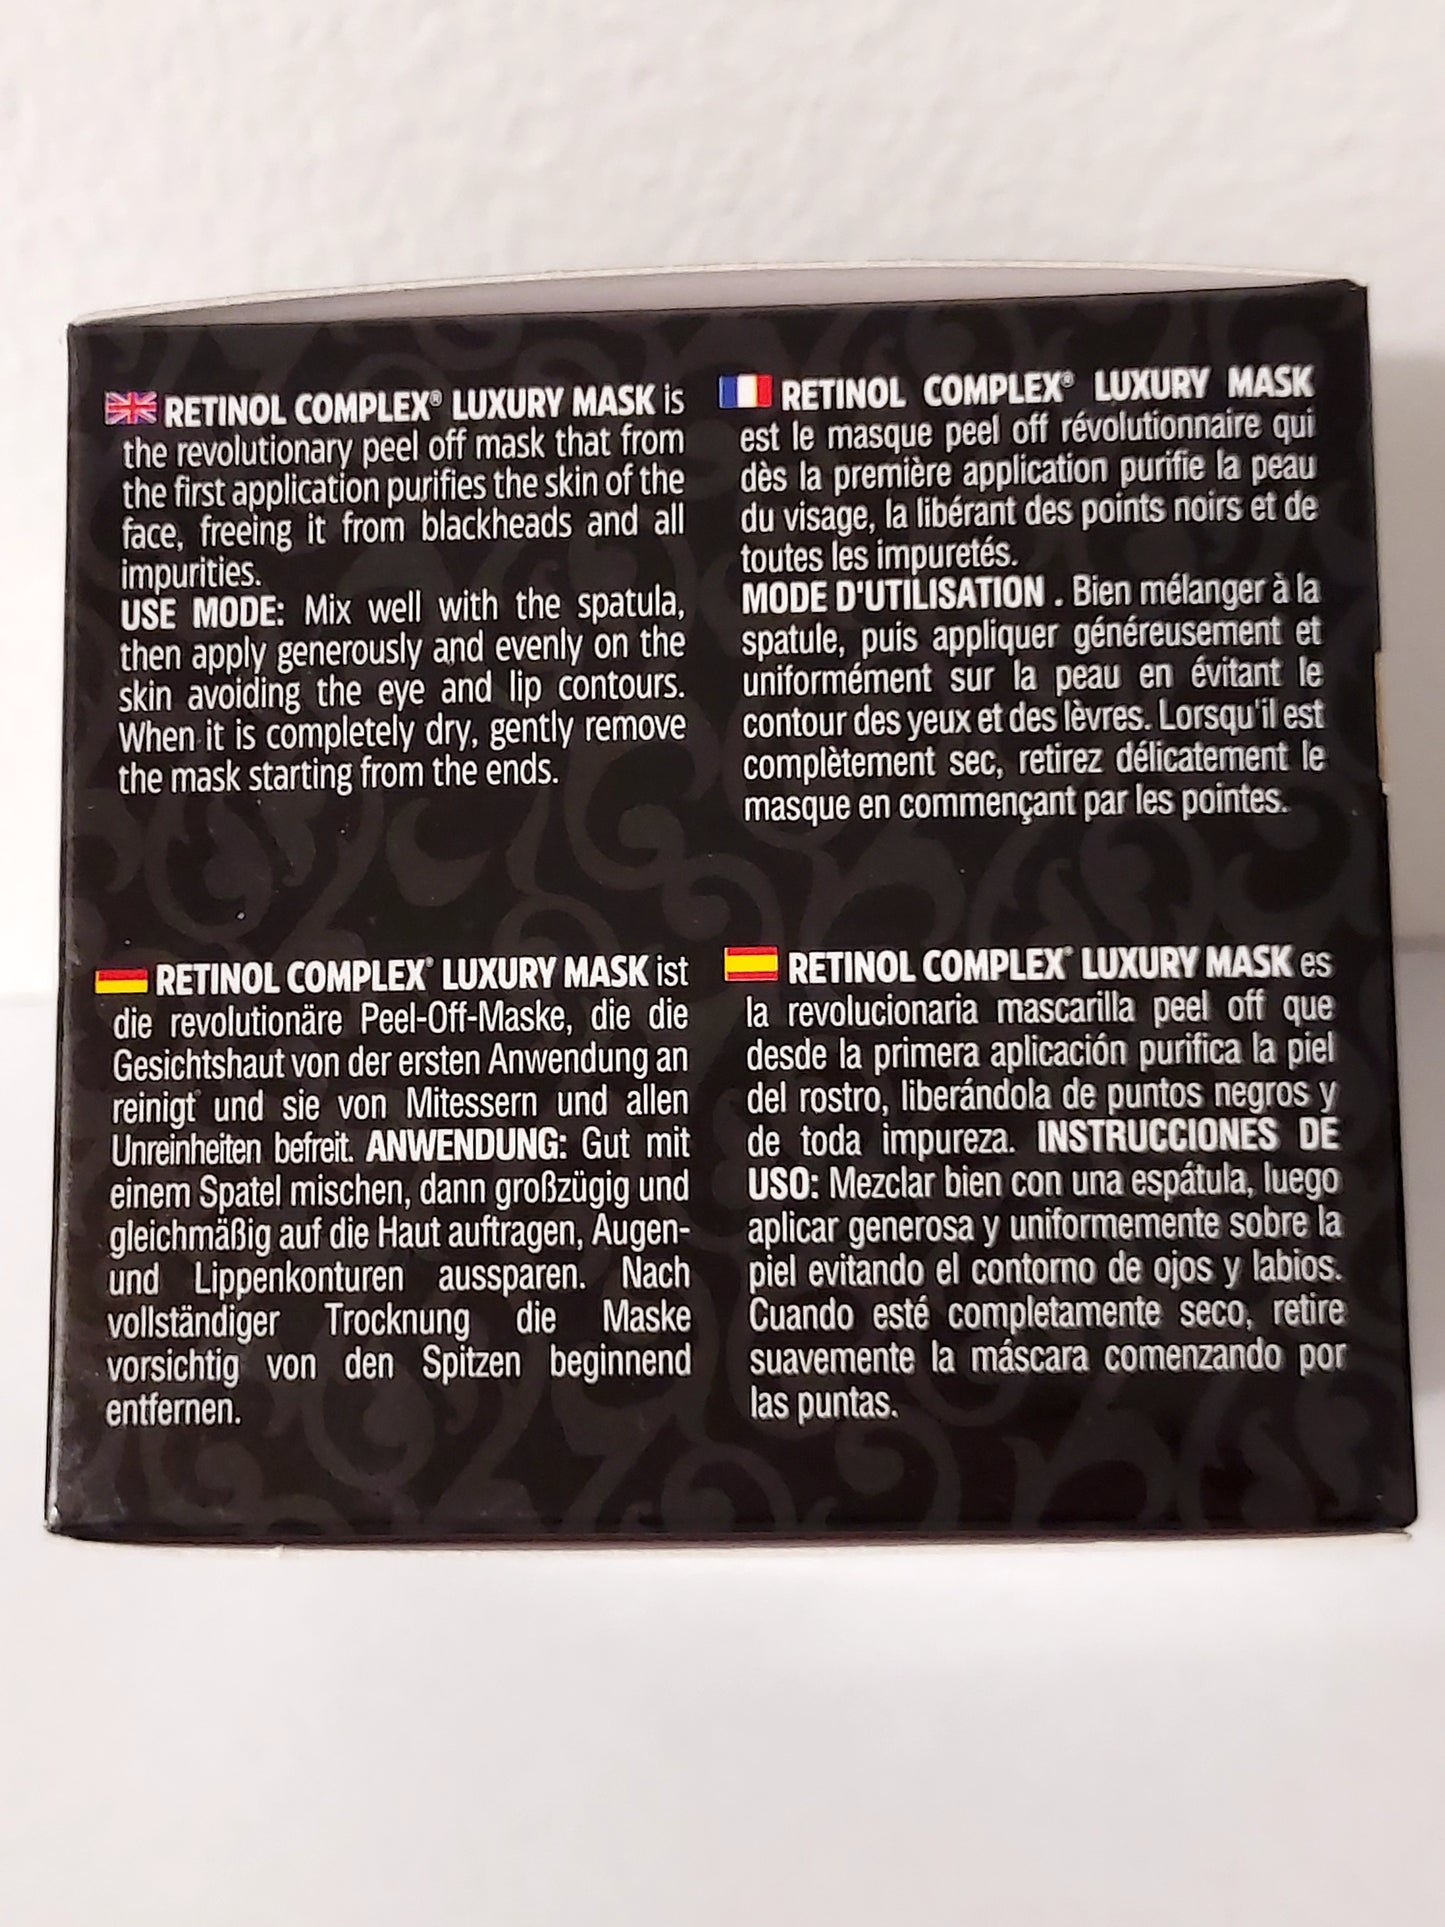 RETINOL COMPLEX® LUXURY MASK is
the revolutionary peel off mask that from
the first application purifies the skin of the
face, freeing it from blackheads and all
impurities.
USE MODE: Mix well with the spatula,
then apply generously and evenly on the
skin avoiding the eye and lip contours.
When it is completely dry, gently remove
the mask starting from the ends.
RETINOL COMPLEX® LUXURY MASK
est le masque peel off révolutionnaire qui
dès la première application purifie la peau
du visage, la libérant des points noirs et de
toutes les impuretés.
MODE D'UTILISATION . Bien mélanger à la
spatule, puis appliquer généreusement et
uniformément sur la peau en évitant le
contour des yeux et des lèvres. Lorsqu'il est
complètement sec, retirez délicatement le
masque en commençant par les pointes.
RETINOL COMPLEX® LUXURY MASK ist
die revolutionäre Peel-Off-Maske, die die
Gesichtshaut von der ersten Anwendung an
reinigt und sie von Mitessern und allen
Unreinheiten befreit. ANWENDUNG: Gut mit
einem Spatel mischen, dann großzügig und
gleichmäßig auf die Haut auftragen, Augen-
und Lippenkonturen aussparen. Nach
vollständiger Trocknung die Maske
vorsichtig von den Spitzen beginnend
entfernen.
RETINOL COMPLEX® LUXURY MASK es
la revolucionaria mascarilla peel off que
desde la primera aplicación purifica la piel
del rostro, liberándola de puntos negros y
de toda impureza. INSTRUCCIONES DE
USO: Mezclar bien con una espátula, luego
aplicar generosa y uniformemente sobre la
piel evitando el contorno de ojos y labios.
Cuando esté completamente seco, retire
suavemente la máscara comenzando por
las puntas.